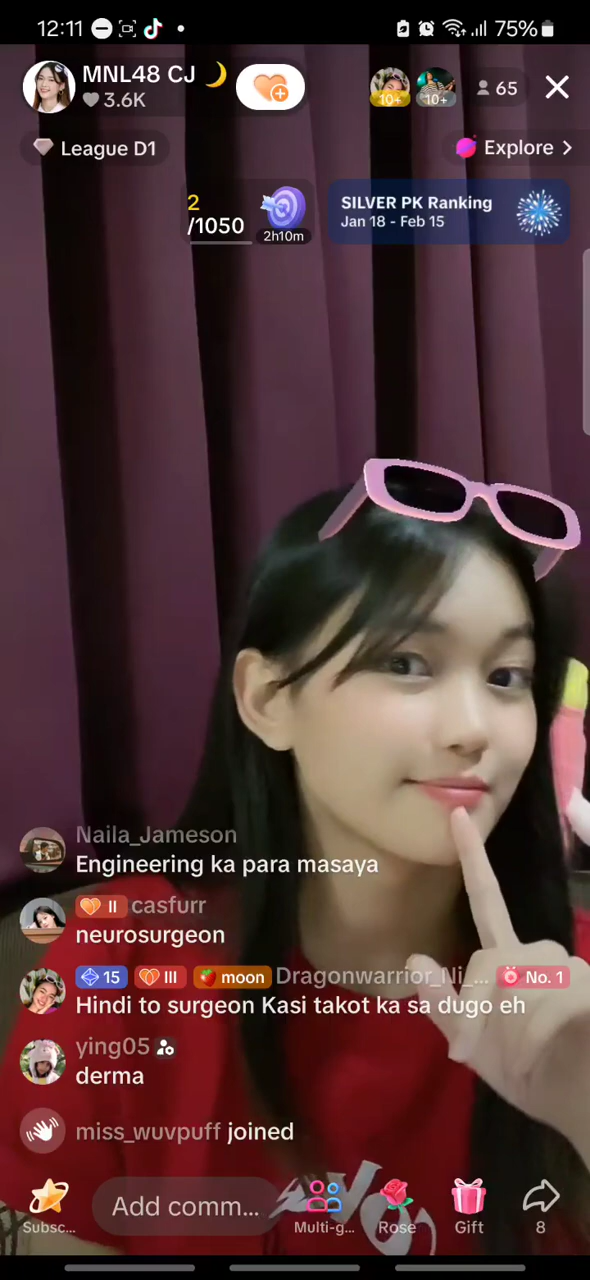 12:11
75%
MNL48 CJ 🌙
3.6K
10+
10+
65
League D1
Explore
2
/1050
2h10m
SILVER PK Ranking
Jan 18 - Feb 15
Naila_Jameson
Engineering ka para masaya
II casfurr
neurosurgeon
15 III moon Dragonwarrior_Ni_... No. 1
Hindi to surgeon Kasi takot ka sa dugo eh
ying05
derma
miss_wuvpuff joined
Subsc...
Add comm...
Multi-g...
Rose
Gift
8